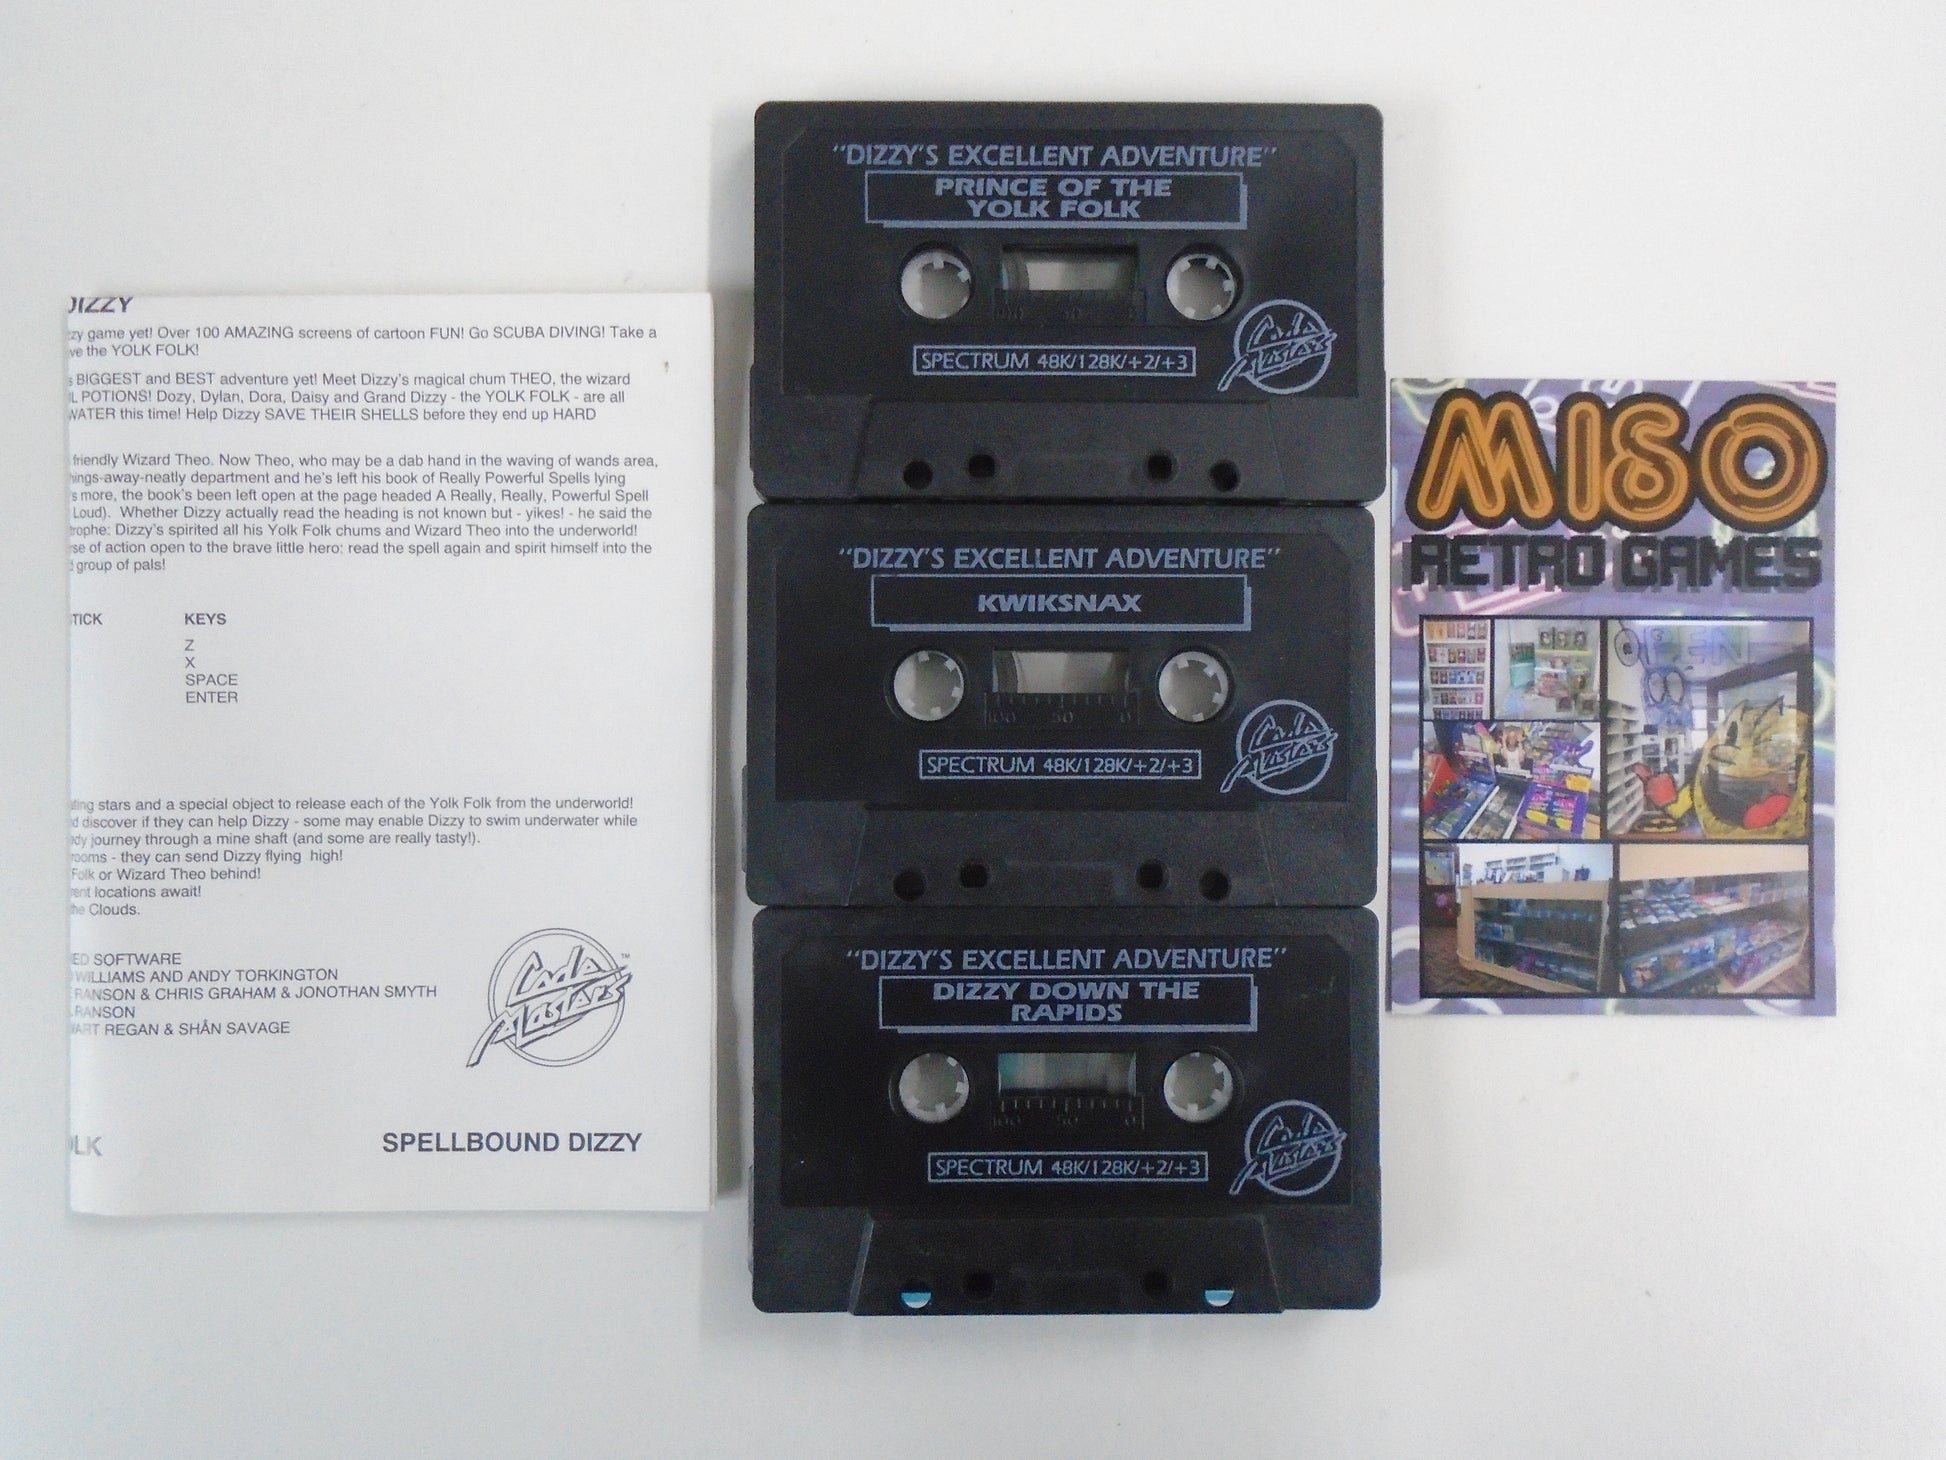 DIZZY
zy game yet! Over 100 AMAZING screens of cartoon FUN! Go SCUBA DIVING! Take a
ve the YOLK FOLK!
s BIGGEST and BEST adventure yet! Meet Dizzy's magical chum THEO, the wizard
L POTIONS! Dozy, Dylan, Dora, Daisy and Grand Dizzy - the YOLK FOLK - are all
WATER this time! Help Dizzy SAVE THEIR SHELLS before they end up HARD
friendly Wizard Theo. Now Theo, who may be a dab hand in the waving of wands area,
hings-away-neatly department and he's left his book of Really Powerful Spells lying
's more, the book's been left open at the page headed A Really, Really, Powerful Spell
Loud). Whether Dizzy actually read the heading is not known but - yikes! - he said the
rophe: Dizzy's spirited all his Yolk Folk chums and Wizard Theo into the underworld!
se of action open to the brave little hero: read the spell again and spirit himself into the
group of pals!
TICK KEYS
Z
X
SPACE
ENTER
ating stars and a special object to release each of the Yolk Folk from the underworld!
d discover if they can help Dizzy - some may enable Dizzy to swim underwater while
ady journey through a mine shaft (and some are really tasty!).
rooms - they can send Dizzy flying high!
Folk or Wizard Theo behind!
rent locations await!
he Clouds.
ED SOFTWARE
WILLIAMS AND ANDY TORKINGTON
RANSON & CHRIS GRAHAM & JONOTHAN SMYTH
RANSON
WART REGAN & SHÅN SAVAGE
Code Masters
TM
LK SPELLBOUND DIZZY
"DIZZY'S EXCELLENT ADVENTURE"
PRINCE OF THE
YOLK FOLK
100 50 0
SPECTRUM 48K/128K/+2/+3
Code Masters
"DIZZY'S EXCELLENT ADVENTURE"
KWIKSNAX
100 50 0
SPECTRUM 48K/128K/+2/+3
Code Masters
"DIZZY'S EXCELLENT ADVENTURE"
DIZZY DOWN THE
RAPIDS
100 50 0
SPECTRUM 48K/128K/+2/+3
Code Masters
MISO
RETRO GAMES